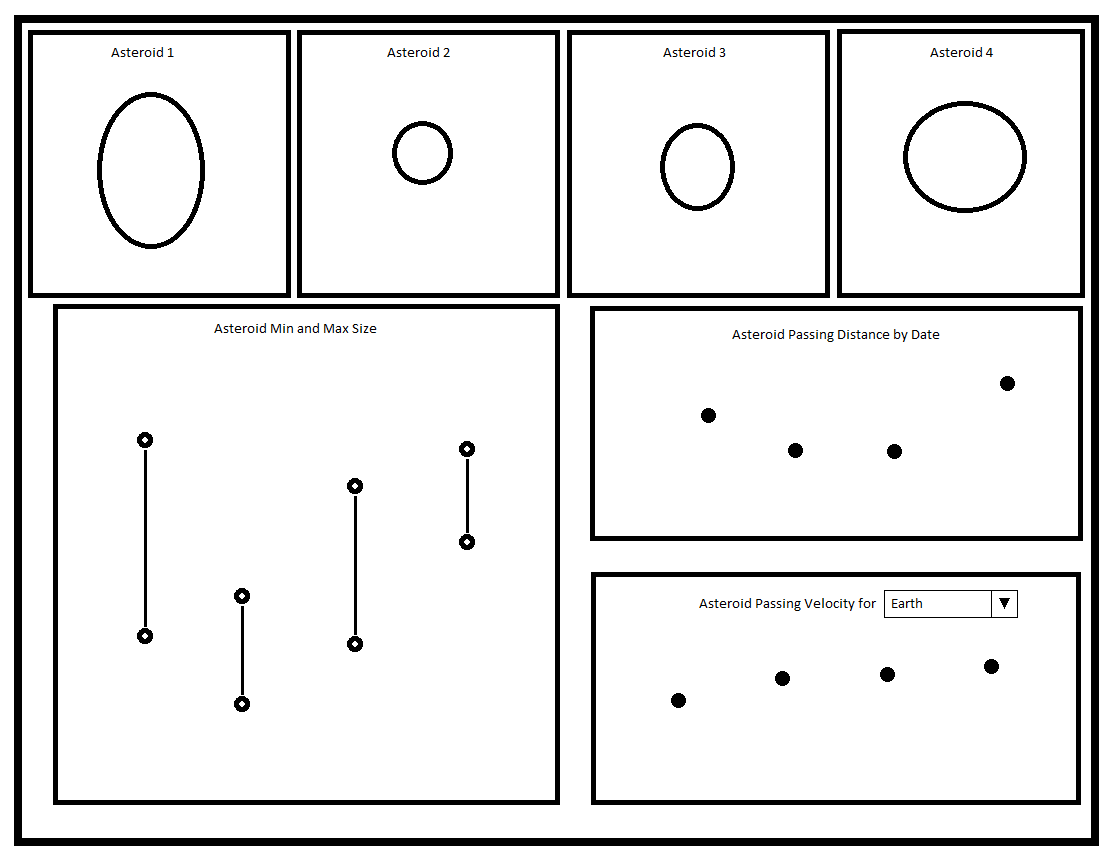 Asteroid 1
Asteroid 2
Asteroid 3
Asteroid 4
Asteroid Min and Max Size
Asteroid Passing Distance by Date
Asteroid Passing Velocity for Earth